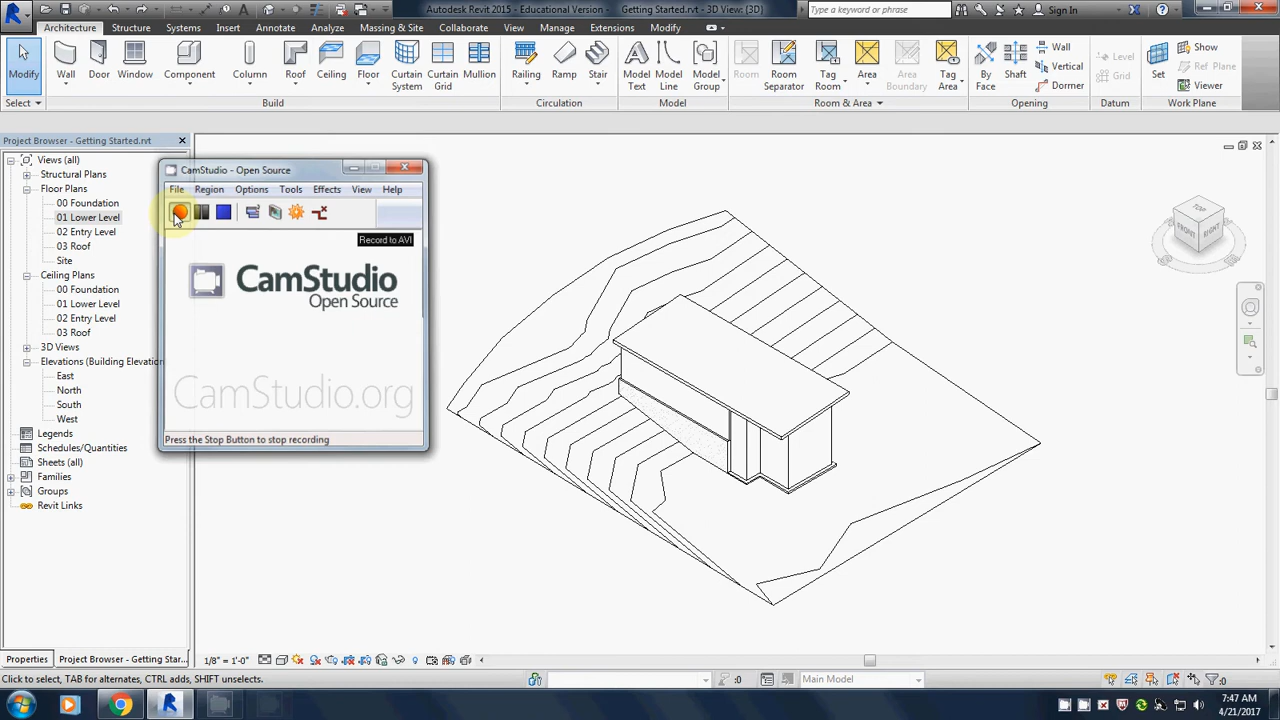 Autodesk Revit 2015 - Educational Version - Getting Started.rvt - 3D View: {3D}
Type a keyword or phrase
Sign In
Architecture Structure Systems Insert Annotate Analyze Massing & Site Collaborate View Manage Extensions Modify
Modify
Wall
Door
Window
Component
Column
Roof
Ceiling
Floor
Curtain System
Curtain Grid
Mullion
Railing
Ramp
Stair
Model Text
Model Line
Model Group
Room
Room Separator
Tag Room
Area
Area Boundary
Tag Area
By Face
Shaft
Wall
Vertical
Dormer
Level
Grid
Set
Show
Ref Plane
Viewer
Select
Build
Circulation
Model
Room & Area
Opening
Datum
Work Plane
Project Browser - Getting Started.rvt
Views (all)
Structural Plans
Floor Plans
00 Foundation
01 Lower Level
02 Entry Level
03 Roof
Site
Ceiling Plans
00 Foundation
01 Lower Level
02 Entry Level
03 Roof
3D Views
Elevations (Building Elevation
East
North
South
West
Legends
Schedules/Quantities
Sheets (all)
Families
Groups
Revit Links
CamStudio - Open Source
File Region Options Tools Effects View Help
Record to AVI
CamStudio
Open Source
CamStudio.org
Press the Stop Button to stop recording
TOP
FRONT
RIGHT
Properties
Project Browser - Getting Star...
1/8" = 1'-0"
Click to select, TAB for alternates, CTRL adds, SHIFT unselects.
:0
Main Model
:0
7:47 AM
4/21/2017